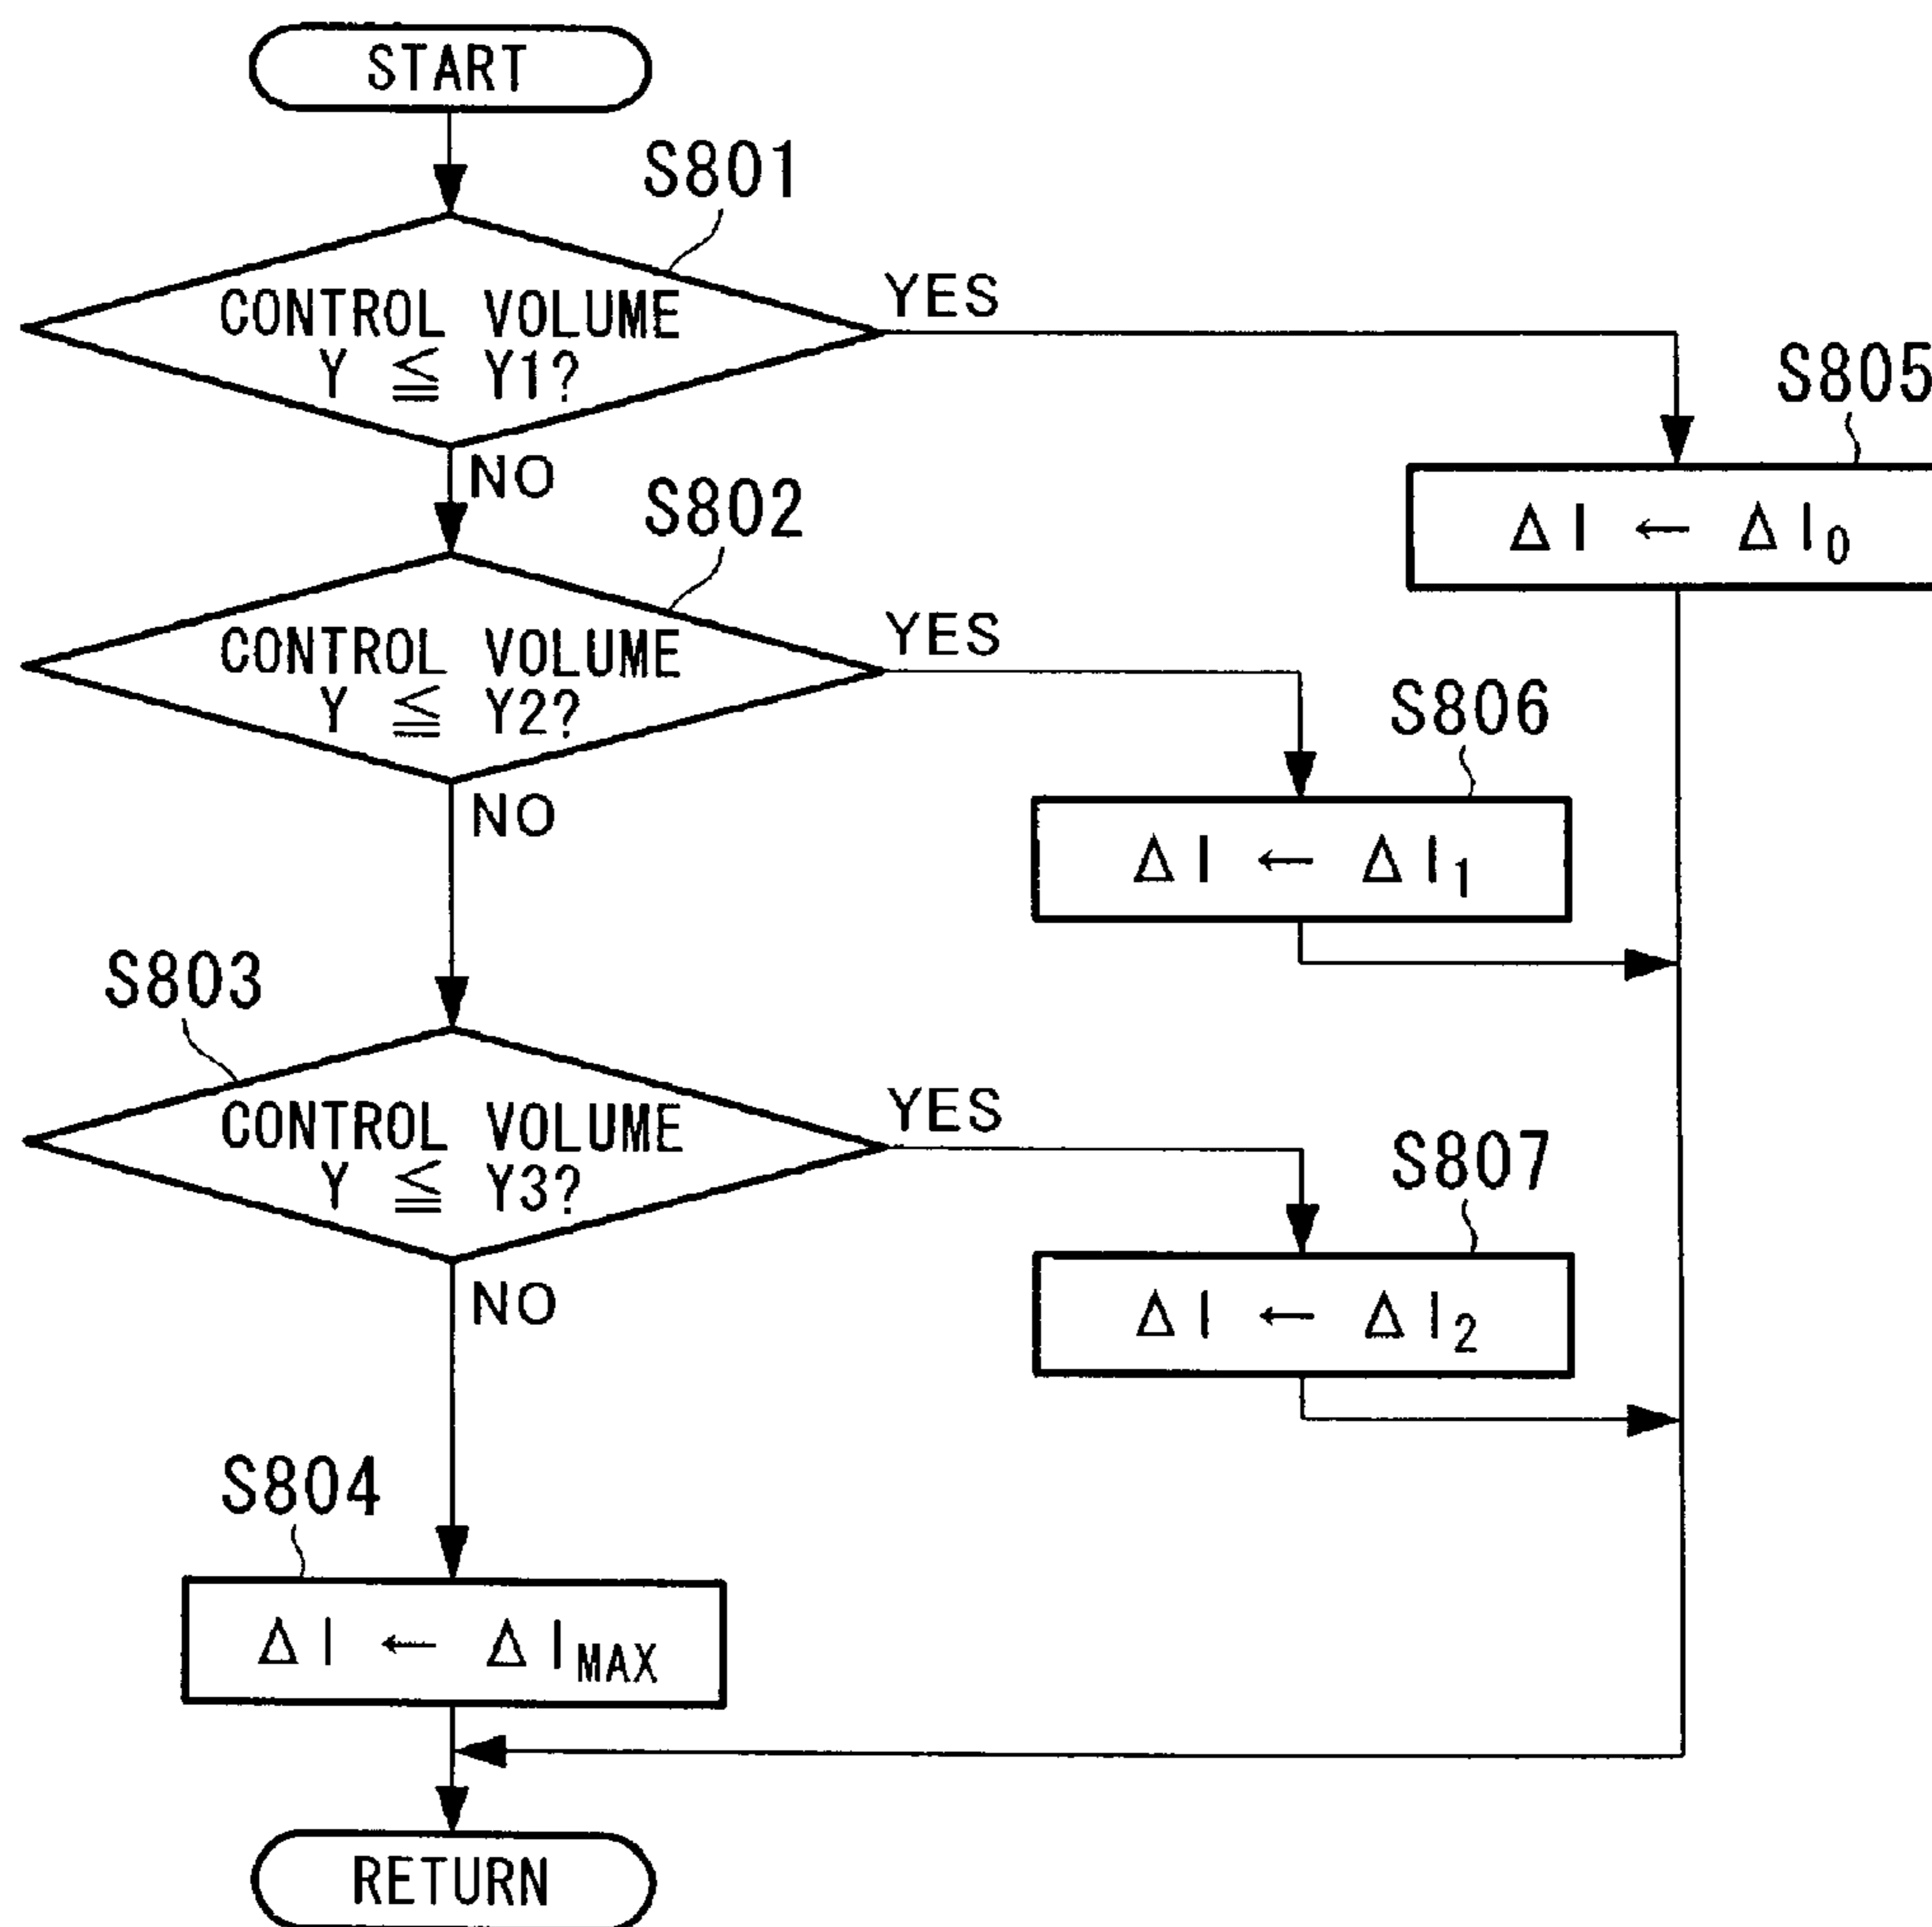 START
S801
CONTROL VOLUME
Y ≦ Y1?
YES
NO
S805
ΔI ← ΔI0
S802
CONTROL VOLUME
Y ≦ Y2?
YES
NO
S806
ΔI ← ΔI1
S803
CONTROL VOLUME
Y ≦ Y3?
YES
NO
S807
ΔI ← ΔI2
S804
ΔI ← ΔIMAX
RETURN